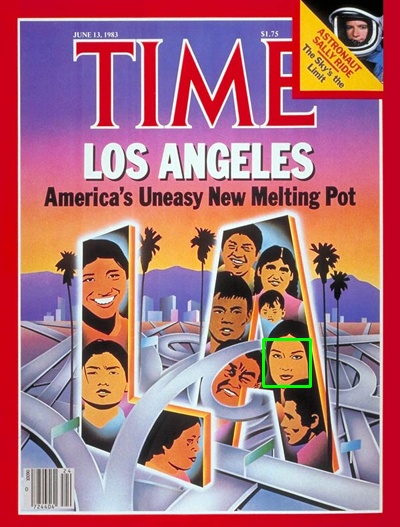 JUNE 13, 1983
$1.75
TIME
ASTRONAUT
SALLY RIDE
The Sky's the
Limit
LOS ANGELES
America's Uneasy New Melting Pot
724404